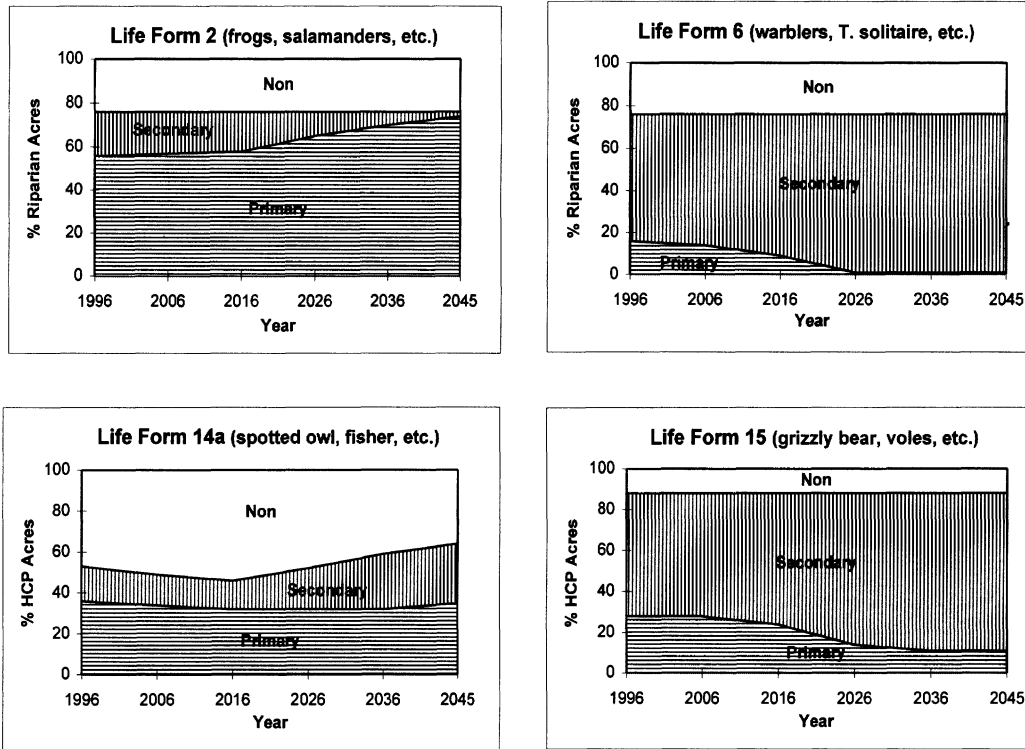 Life Form 2 (frogs, salamanders, etc.)
% Riparian Acres
100
80
60
40
20
0
Non
Secondary
Primary
1996 2006 2016 2026 2036 2045
Year
Life Form 6 (warblers, T. solitaire, etc.)
% Riparian Acres
100
80
60
40
20
0
Non
Secondary
Primary
1996 2006 2016 2026 2036 2045
Year
Life Form 14a (spotted owl, fisher, etc.)
% HCP Acres
100
80
60
40
20
0
Non
Secondary
Primary
1996 2006 2016 2026 2036 2045
Year
Life Form 15 (grizzly bear, voles, etc.)
% HCP Acres
100
80
60
40
20
0
Non
Secondary
Primary
1996 2006 2016 2026 2036 2045
Year